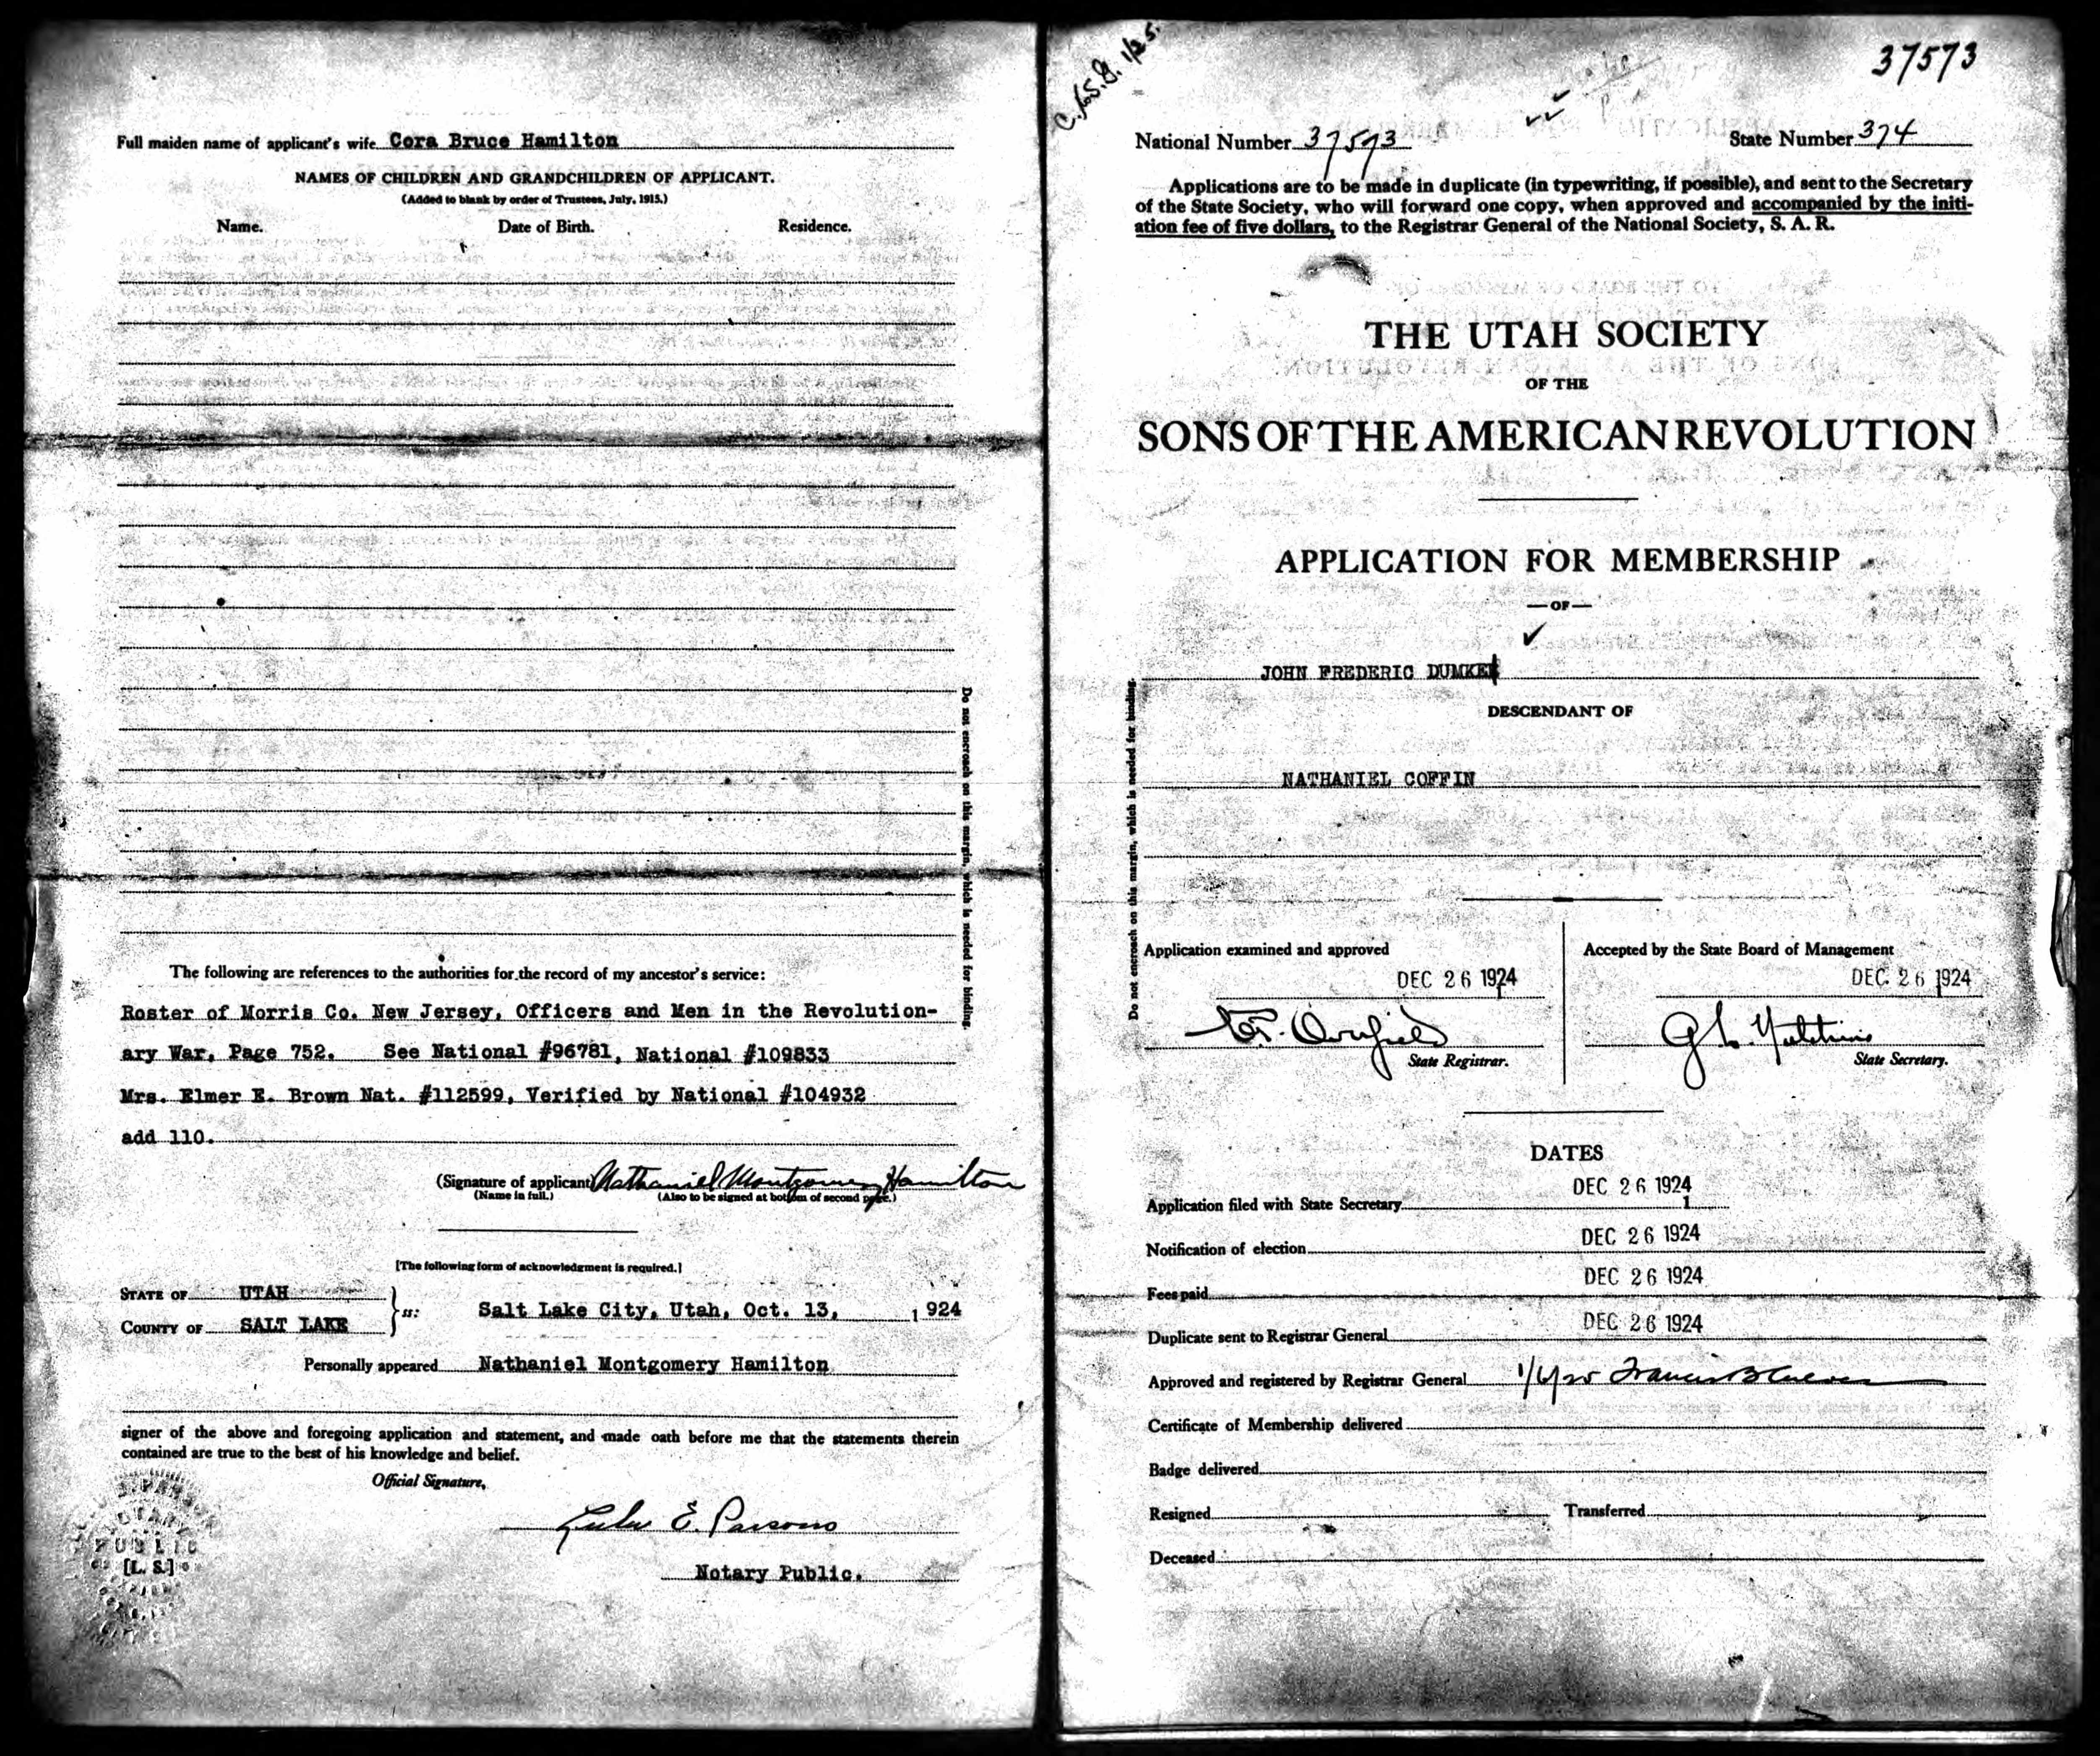 Full maiden name of applicant's wife Cora Bruce Hamilton
NAMES OF CHILDREN AND GRANDCHILDREN OF APPLICANT.
(Added to blank by order of Trustees, July, 1915.)
Name. Date of Birth. Residence.
Do not encroach on this margin, which is needed for binding.
The following are references to the authorities for the record of my ancestor's service:
Roster of Morris Co. New Jersey, Officers and Men in the Revolution-
ary War, Page 752. See National #96781, National #109833
Mrs. Elmer E. Brown Nat. #112599, Verified by National #104932
add 110.
(Signature of applicant) Nathaniel Montgomery Hamilton
(Name in full.) (Also to be signed at bottom of second page.)
[The following form of acknowledgment is required.]
STATE OF UTAH
COUNTY OF SALT LAKE
ss: Salt Lake City, Utah, Oct. 13, 1924
Personally appeared Nathaniel Montgomery Hamilton
signer of the above and foregoing application and statement, and made oath before me that the statements therein
contained are true to the best of his knowledge and belief.
Official Signature,
Lulu E. Parsons
Notary Public.
PUBLIC
[L. S.]
37573
National Number 37573 State Number 374
Applications are to be made in duplicate (in typewriting, if possible), and sent to the Secretary
of the State Society, who will forward one copy, when approved and accompanied by the initi-
ation fee of five dollars, to the Registrar General of the National Society, S. A. R.
THE UTAH SOCIETY
OF THE
SONS OF THE AMERICAN REVOLUTION
APPLICATION FOR MEMBERSHIP
—OF—
JOHN FREDERIC DUMKE
DESCENDANT OF
NATHANIEL COFFIN
Do not encroach on this margin, which is needed for binding.
Application examined and approved
DEC 26 1924
State Registrar.
Accepted by the State Board of Management
DEC. 26 1924
State Secretary.
DATES
Application filed with State Secretary DEC 26 1924
Notification of election DEC 26 1924
Fees paid DEC 26 1924
Duplicate sent to Registrar General DEC 26 1924
Approved and registered by Registrar General 1/6/25 Francis B Culver
Certificate of Membership delivered
Badge delivered
Resigned Transferred
Deceased